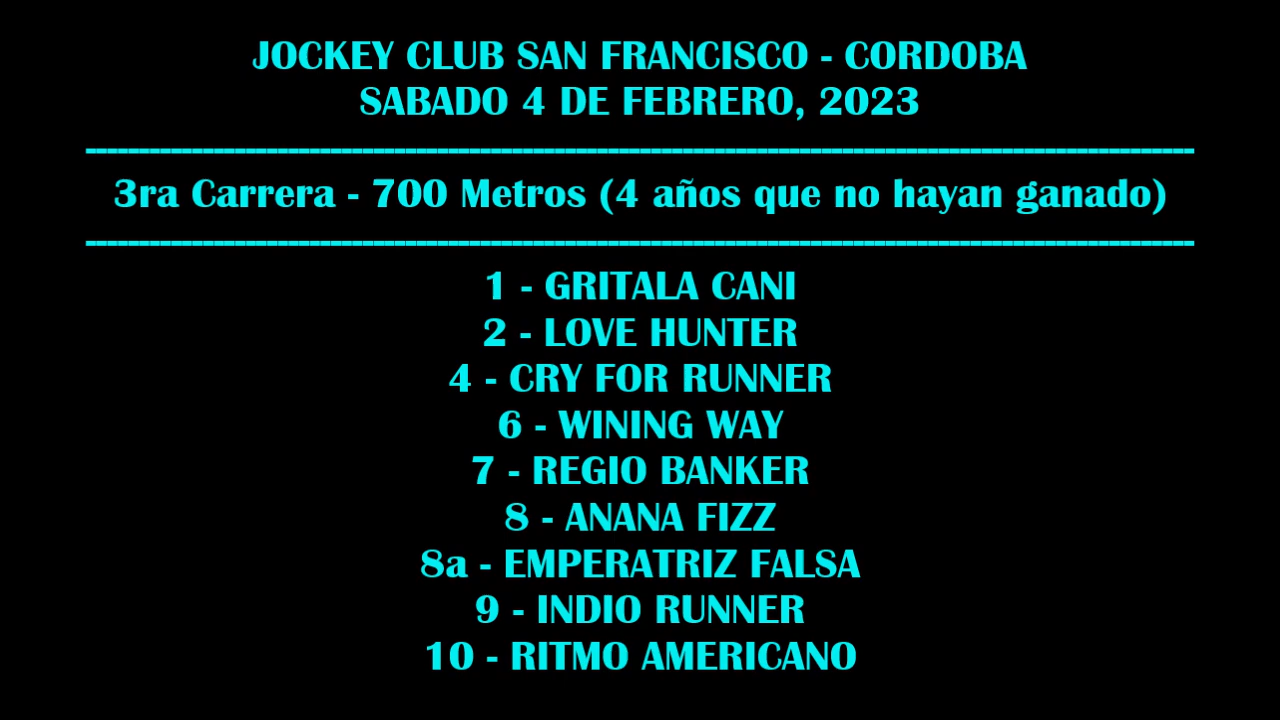 JOCKEY CLUB SAN FRANCISCO - CORDOBA
SABADO 4 DE FEBRERO, 2023
3ra Carrera - 700 Metros (4 años que no hayan ganado)
1 - GRITALA CANI
2 - LOVE HUNTER
4 - CRY FOR RUNNER
6 - WINING WAY
7 - REGIO BANKER
8 - ANANA FIZZ
8a - EMPERATRIZ FALSA
9 - INDIO RUNNER
10 - RITMO AMERICANO